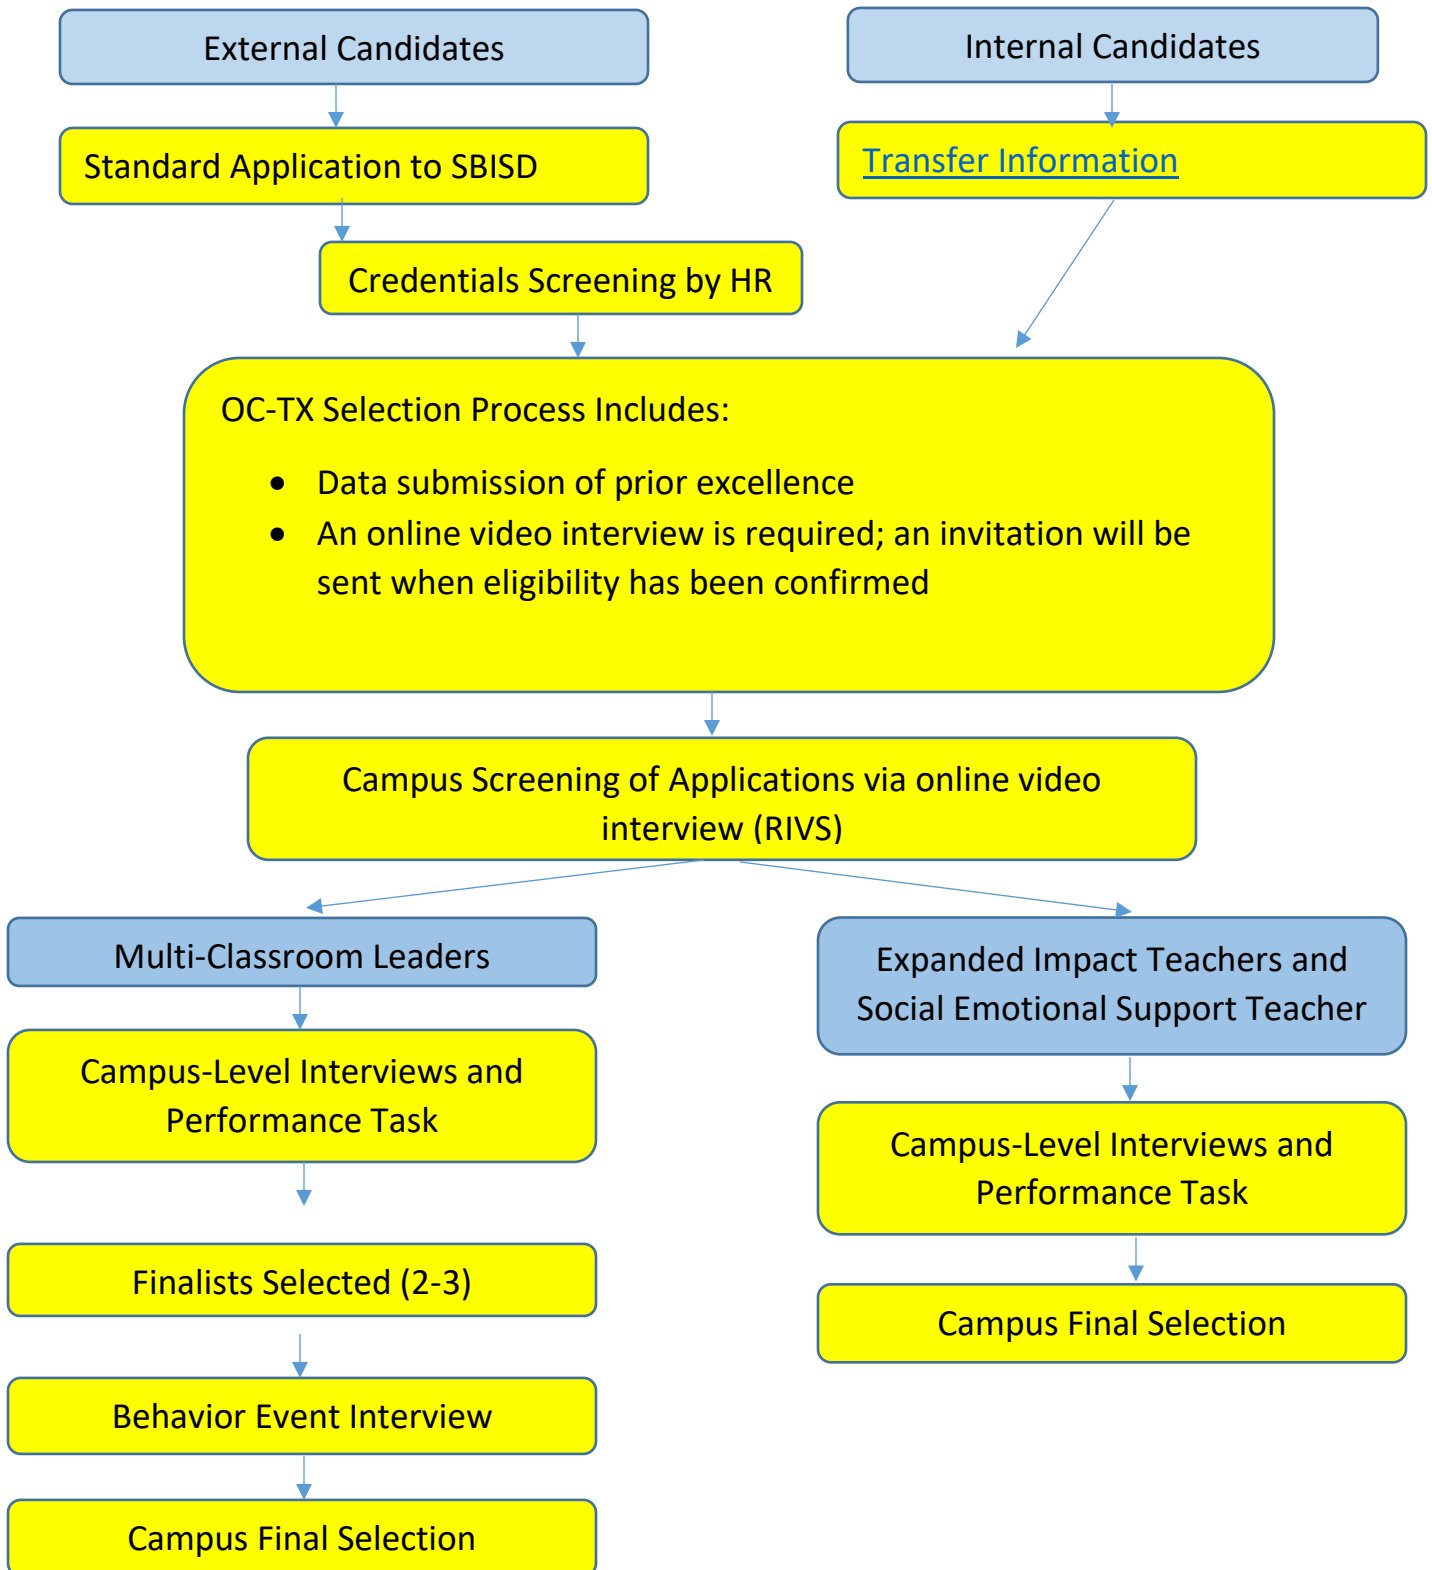 External Candidates
Internal Candidates
Standard Application to SBISD
Transfer Information
Credentials Screening by HR
OC-TX Selection Process Includes:
• Data submission of prior excellence
• An online video interview is required; an invitation will be
sent when eligibility has been confirmed
Campus Screening of Applications via online video
interview (RIVS)
Multi-Classroom Leaders
Campus-Level Interviews and
Performance Task
Finalists Selected (2-3)
Behavior Event Interview
Campus Final Selection
Expanded Impact Teachers and
Social Emotional Support Teacher
Campus-Level Interviews and
Performance Task
Campus Final Selection